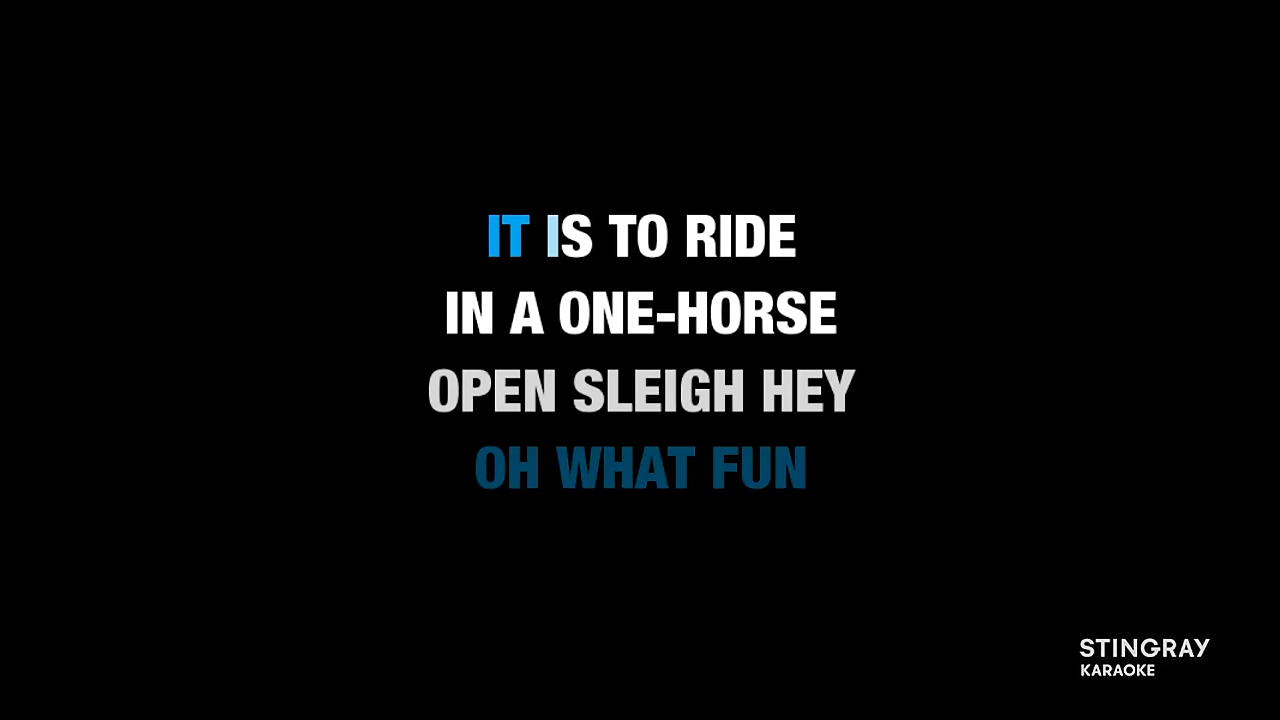 IT IS TO RIDE
IN A ONE-HORSE
OPEN SLEIGH HEY
OH WHAT FUN
STINGRAY
KARAOKE